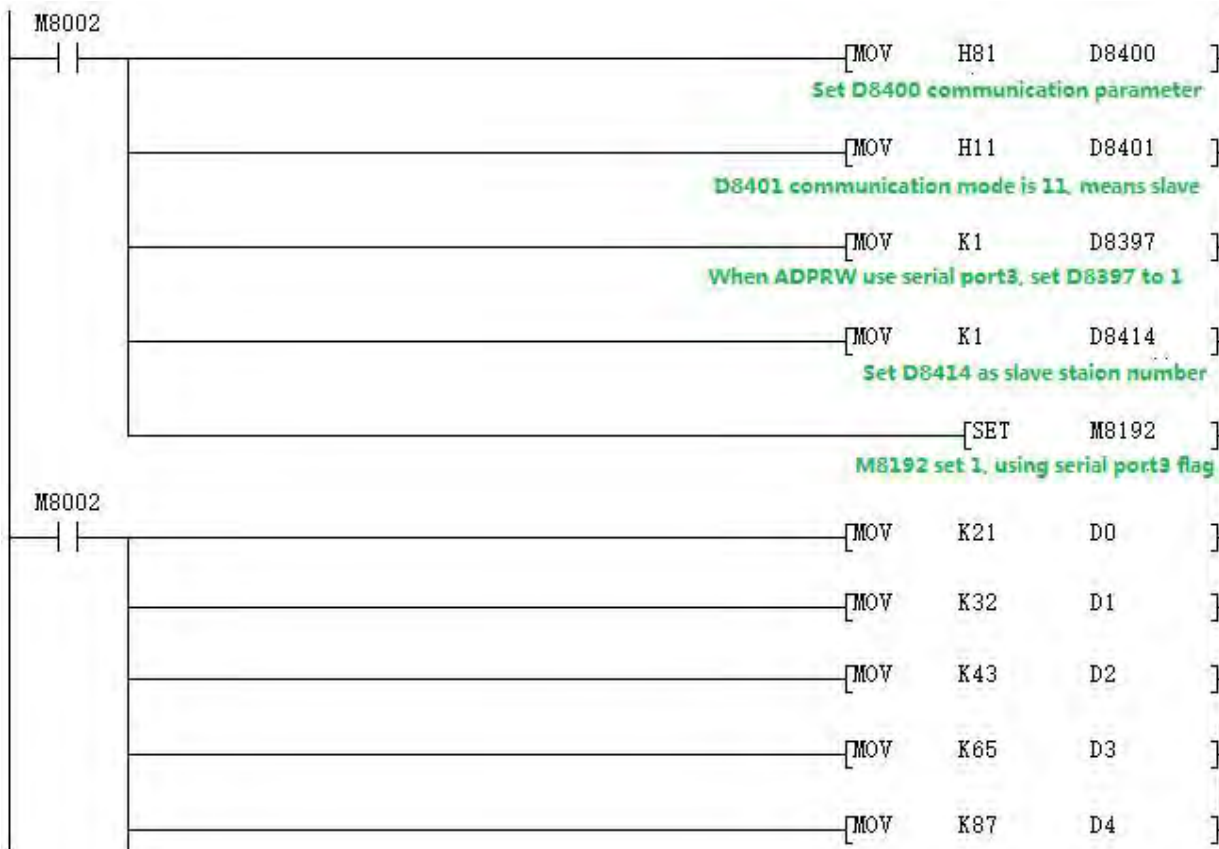 M8002
[MOV H81 D8400 ]
Set D8400 communication parameter
[MOV H11 D8401 ]
D8401 communication mode is 11, means slave
[MOV K1 D8397 ]
When ADPRW use serial port3, set D8397 to 1
[MOV K1 D8414 ]
Set D8414 as slave staion number
[SET M8192 ]
M8192 set 1, using serial port3 flag
M8002
[MOV K21 D0 ]
[MOV K32 D1 ]
[MOV K43 D2 ]
[MOV K65 D3 ]
[MOV K87 D4 ]